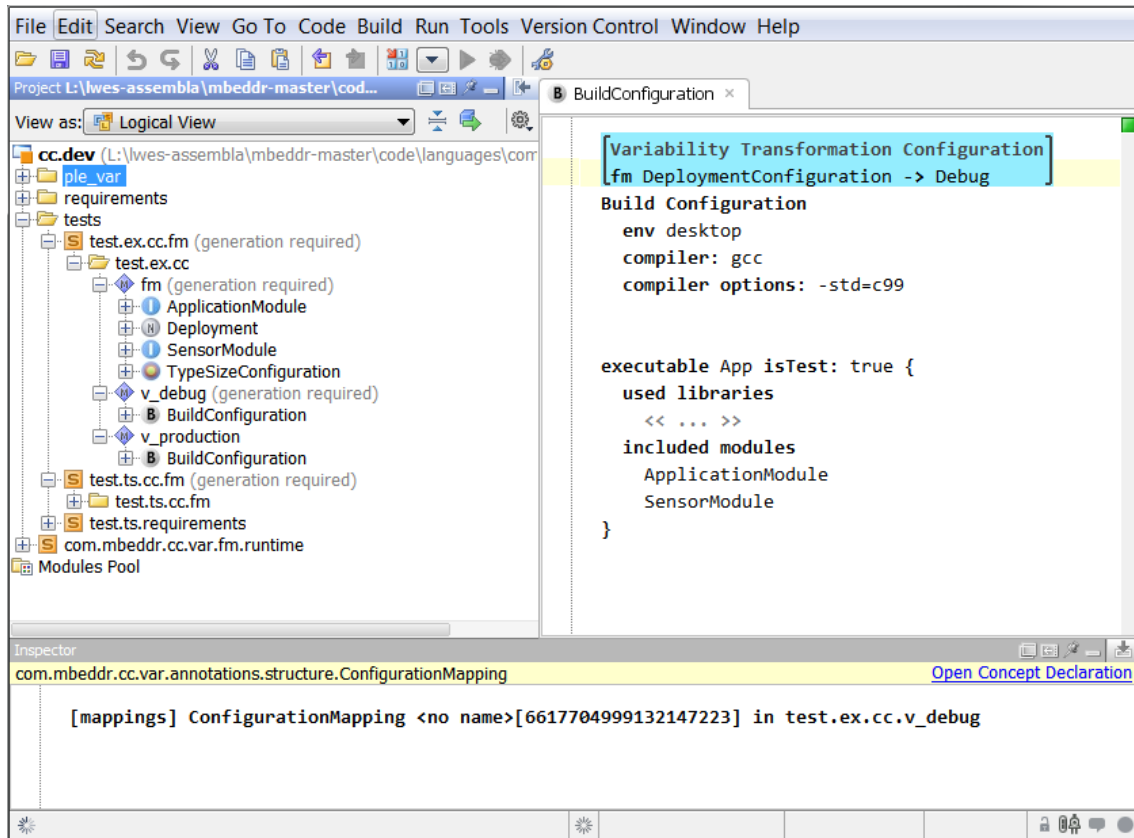 File Edit Search View Go To Code Build Run Tools Version Control Window Help
Project L:\lwes-assembla\mbeddr-master\cod...
BuildConfiguration ×
View as: Logical View
cc.dev (L:\lwes-assembla\mbeddr-master\code\languages\com
ple_var
requirements
tests
test.ex.cc.fm (generation required)
test.ex.cc
fm (generation required)
ApplicationModule
Deployment
SensorModule
TypeSizeConfiguration
v_debug (generation required)
BuildConfiguration
v_production
BuildConfiguration
test.ts.cc.fm (generation required)
test.ts.cc.fm
test.ts.requirements
com.mbeddr.cc.var.fm.runtime
Modules Pool
[Variability Transformation Configuration]
fm DeploymentConfiguration -> Debug
Build Configuration
env desktop
compiler: gcc
compiler options: -std=c99
executable App isTest: true {
used libraries
<< ... >>
included modules
ApplicationModule
SensorModule
}
Inspector
com.mbeddr.cc.var.annotations.structure.ConfigurationMapping
Open Concept Declaration
[mappings] ConfigurationMapping <no name>[6617704999132147223] in test.ex.cc.v_debug